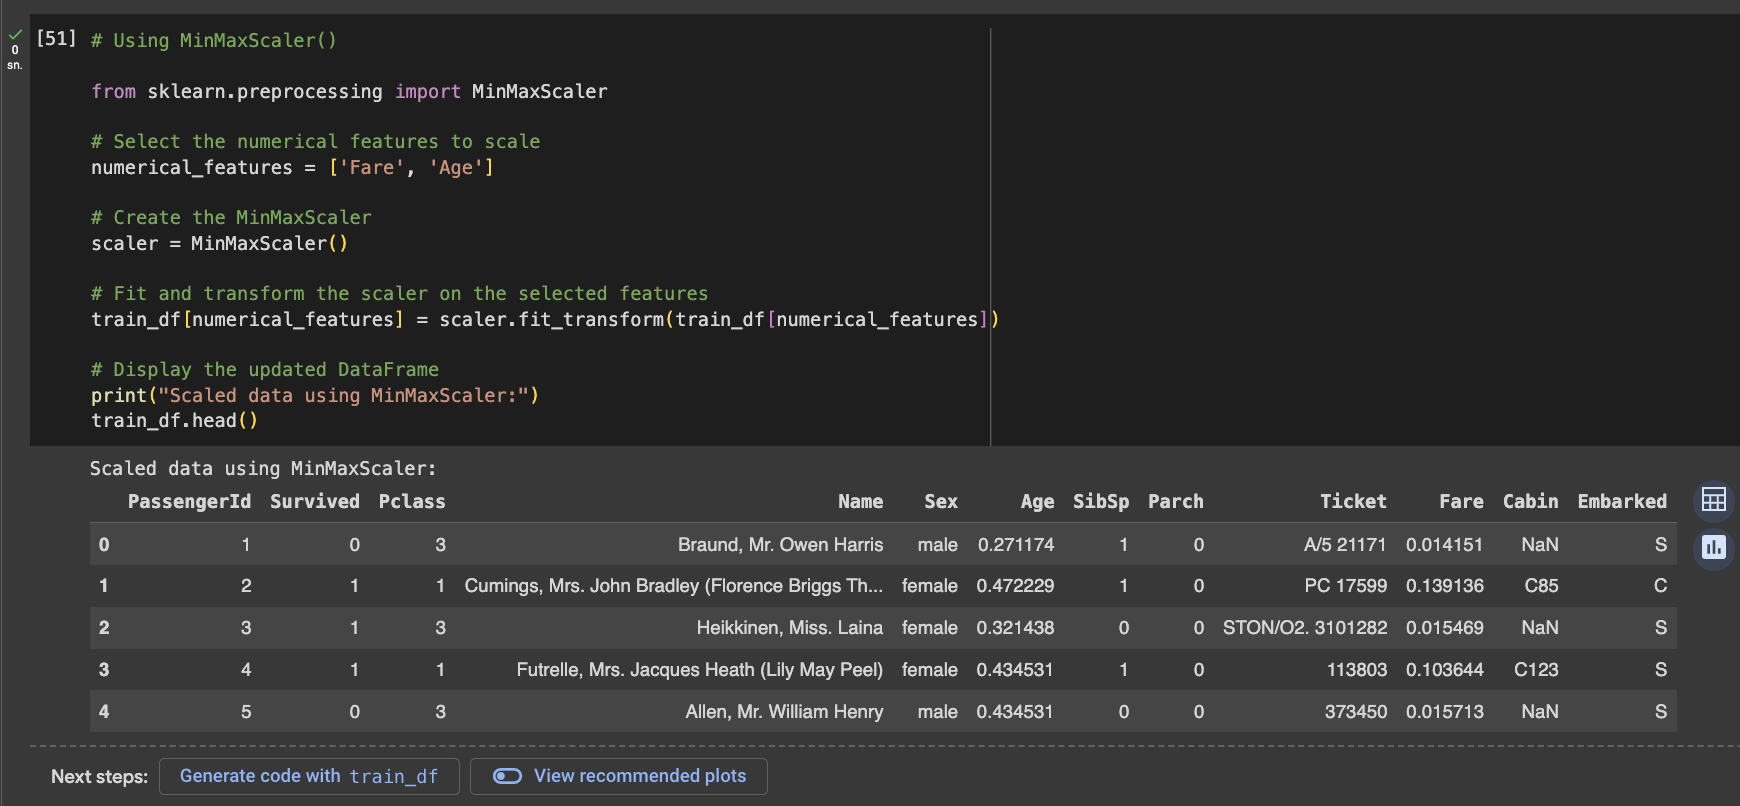 [51] # Using MinMaxScaler()
0
sn.
from sklearn.preprocessing import MinMaxScaler
# Select the numerical features to scale
numerical_features = ['Fare', 'Age']
# Create the MinMaxScaler
scaler = MinMaxScaler()
# Fit and transform the scaler on the selected features
train_df[numerical_features] = scaler.fit_transform(train_df[numerical_features])
# Display the updated DataFrame
print("Scaled data using MinMaxScaler:")
train_df.head()
Scaled data using MinMaxScaler:
PassengerId Survived Pclass Name Sex Age SibSp Parch Ticket Fare Cabin Embarked
0 1 0 3 Braund, Mr. Owen Harris male 0.271174 1 0 A/5 21171 0.014151 NaN S
1 2 1 1 Cumings, Mrs. John Bradley (Florence Briggs Th... female 0.472229 1 0 PC 17599 0.139136 C85 C
2 3 1 3 Heikkinen, Miss. Laina female 0.321438 0 0 STON/O2. 3101282 0.015469 NaN S
3 4 1 1 Futrelle, Mrs. Jacques Heath (Lily May Peel) female 0.434531 1 0 113803 0.103644 C123 S
4 5 0 3 Allen, Mr. William Henry male 0.434531 0 0 373450 0.015713 NaN S
Next steps: Generate code with train_df View recommended plots